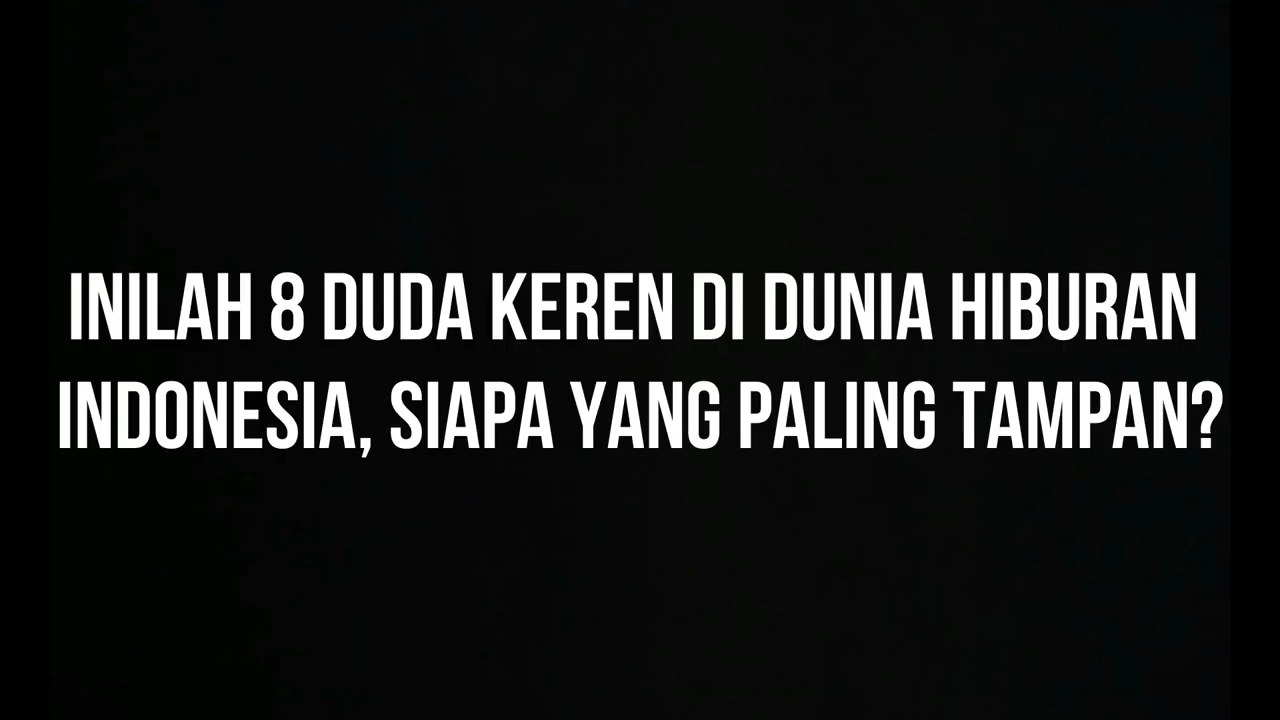 INILAH 8 DUDA KEREN DI DUNIA HIBURAN
INDONESIA, SIAPA YANG PALING TAMPAN?